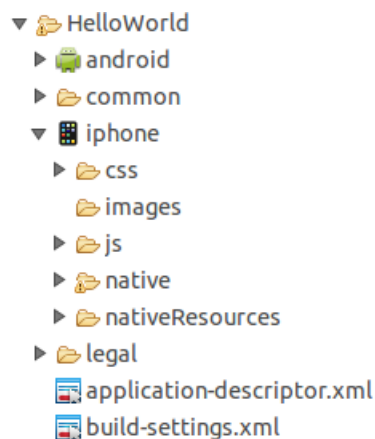 HelloWorld
android
common
iphone
css
images
js
native
nativeResources
legal
application-descriptor.xml
build-settings.xml